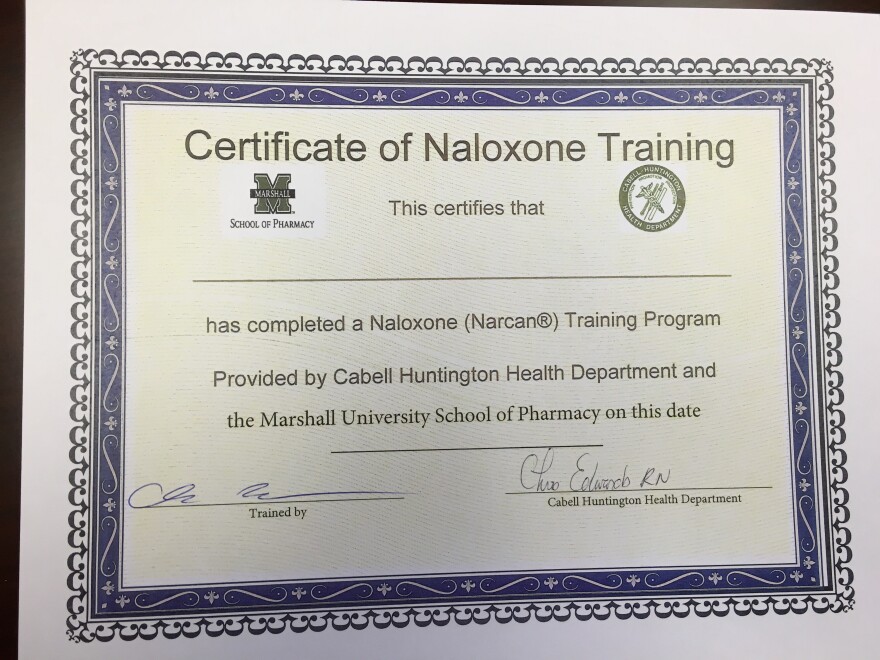 Certificate of Naloxone Training
MARSHALL
SCHOOL OF PHARMACY
CABELL-HUNTINGTON
HEALTH DEPARTMENT
This certifies that
has completed a Naloxone (Narcan®) Training Program
Provided by Cabell Huntington Health Department and
the Marshall University School of Pharmacy on this date
Edwards RN
Trained by
Cabell Huntington Health Department